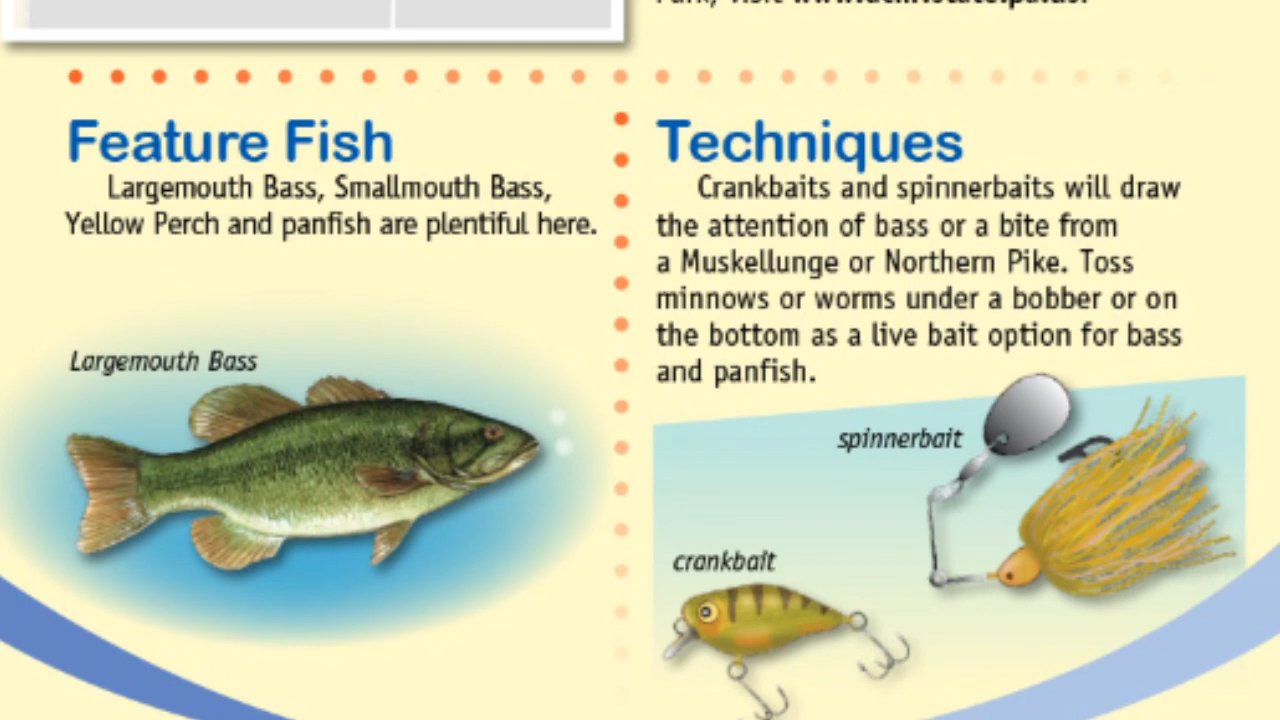 Feature Fish
Largemouth Bass, Smallmouth Bass,
Yellow Perch and panfish are plentiful here.
Largemouth Bass
Techniques
Crankbaits and spinnerbaits will draw
the attention of bass or a bite from
a Muskellunge or Northern Pike. Toss
minnows or worms under a bobber or on
the bottom as a live bait option for bass
and panfish.
spinnerbait
crankbait